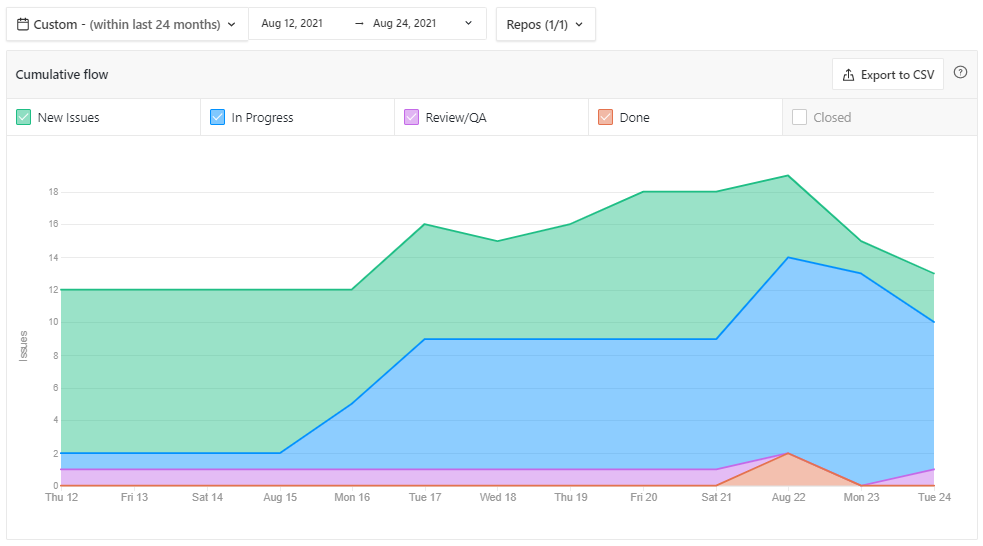 Custom - (within last 24 months)
Aug 12, 2021 → Aug 24, 2021
Repos (1/1)
Cumulative flow
Export to CSV
?
New Issues
In Progress
Review/QA
Done
Closed
Issues
18
16
14
12
10
8
6
4
2
0
Thu 12
Fri 13
Sat 14
Aug 15
Mon 16
Tue 17
Wed 18
Thu 19
Fri 20
Sat 21
Aug 22
Mon 23
Tue 24